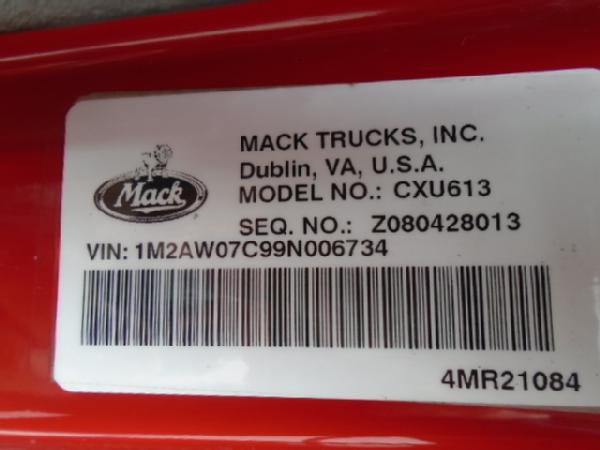 Mack
MACK TRUCKS, INC.
Dublin, VA, U.S.A.
MODEL NO.: CXU613
SEQ. NO.: Z080428013
VIN: 1M2AW07C99N006734
4MR21084